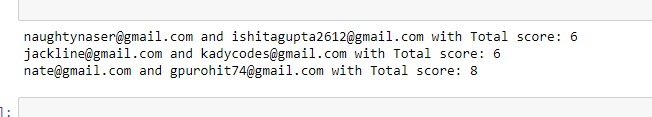 naughtynaser@gmail.com and ishitagupta2612@gmail.com with Total score: 6
jackline@gmail.com and kadycodes@gmail.com with Total score: 6
nate@gmail.com and gpurohit74@gmail.com with Total score: 8
]: